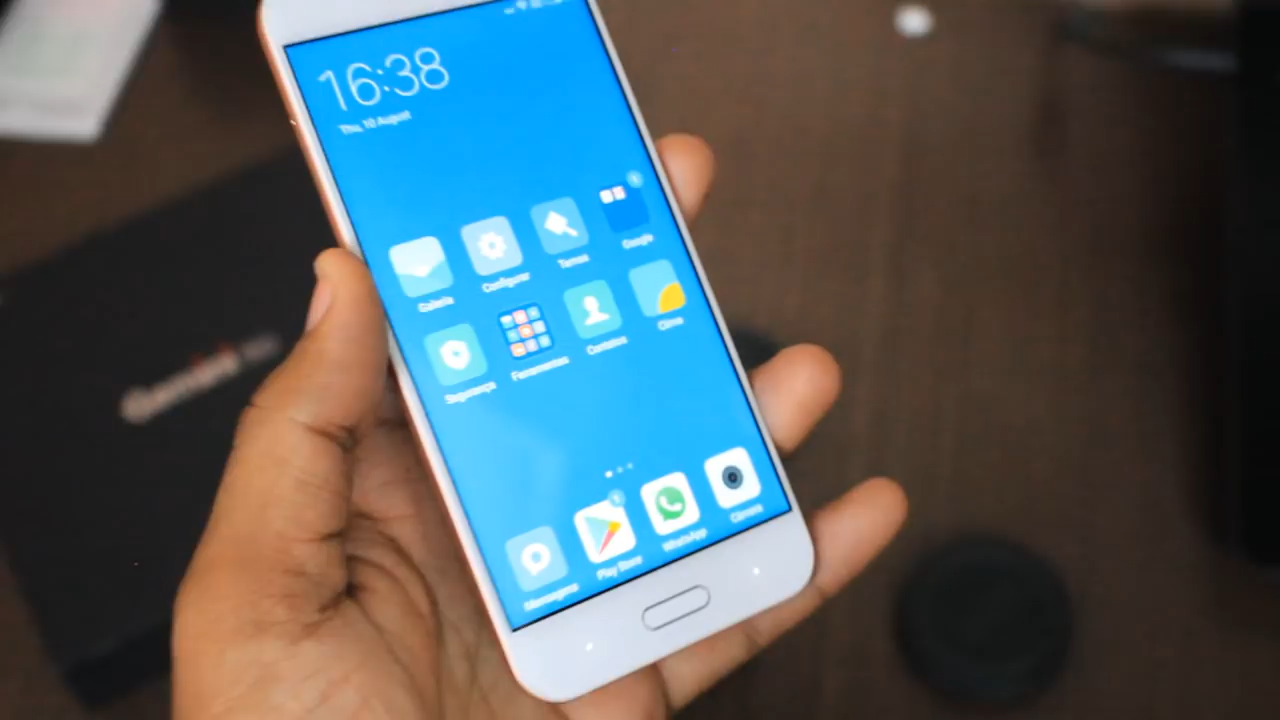 16:38
Thu, 10 August
Galeria
Configurar
Temas
Google
Segurança
Ferramentas
Contatos
Clima
Mensagens
Play Store
WhatsApp
Câmera